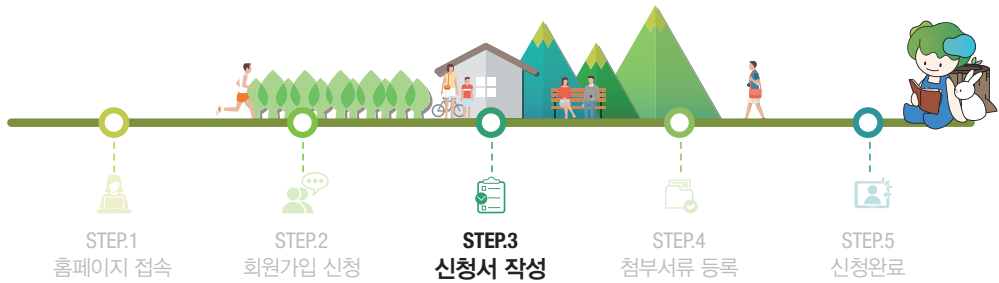 STEP.1
홈페이지 접속
STEP.2
회원가입 신청
STEP.3
신청서 작성
STEP.4
첨부서류 등록
STEP.5
신청완료